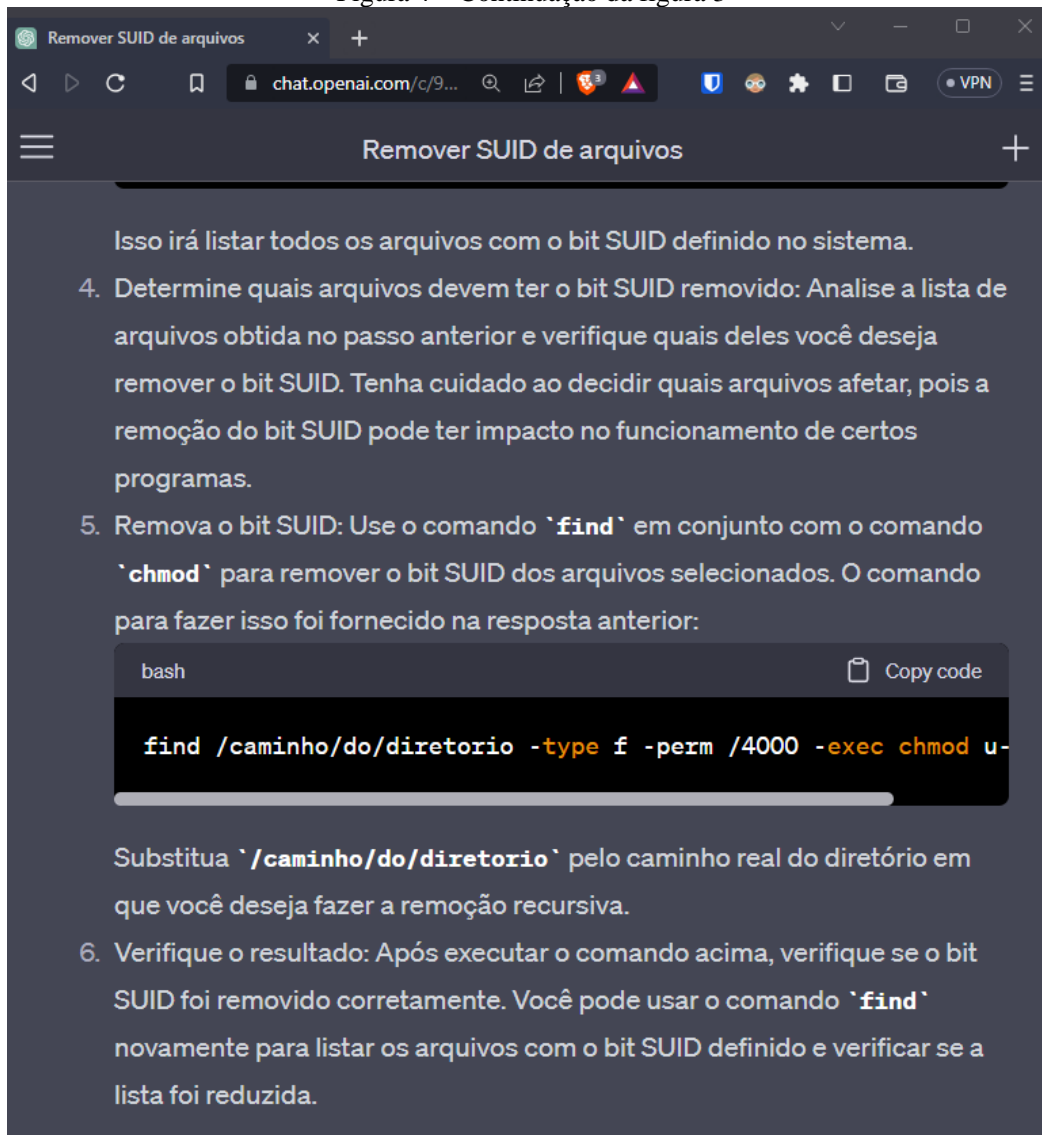 Remover SUID de arquivos
chat.openai.com/c/9...
3
VPN
Remover SUID de arquivos
Isso irá listar todos os arquivos com o bit SUID definido no sistema.
4. Determine quais arquivos devem ter o bit SUID removido: Analise a lista de
arquivos obtida no passo anterior e verifique quais deles você deseja
remover o bit SUID. Tenha cuidado ao decidir quais arquivos afetar, pois a
remoção do bit SUID pode ter impacto no funcionamento de certos
programas.
5. Remova o bit SUID: Use o comando `find` em conjunto com o comando
`chmod` para remover o bit SUID dos arquivos selecionados. O comando
para fazer isso foi fornecido na resposta anterior:
bash Copy code
find /caminho/do/diretorio -type f -perm /4000 -exec chmod u-
Substitua `/caminho/do/diretorio` pelo caminho real do diretório em
que você deseja fazer a remoção recursiva.
6. Verifique o resultado: Após executar o comando acima, verifique se o bit
SUID foi removido corretamente. Você pode usar o comando `find`
novamente para listar os arquivos com o bit SUID definido e verificar se a
lista foi reduzida.